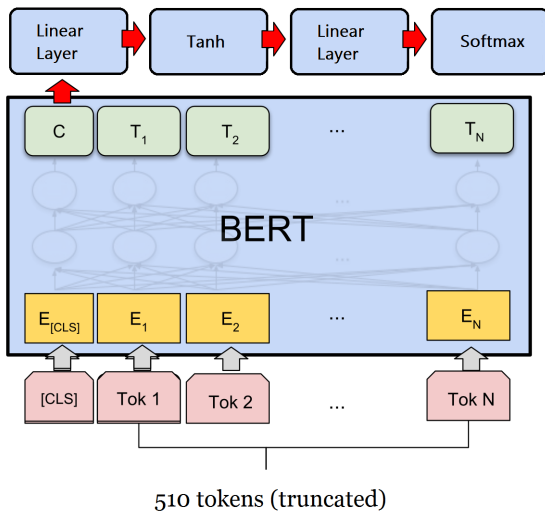 Linear
Layer
Tanh
Linear
Layer
Softmax
C
T1
T2
...
TN
...
BERT
...
E[CLS]
E1
E2
...
EN
[CLS]
Tok 1
Tok 2
...
Tok N
510 tokens (truncated)